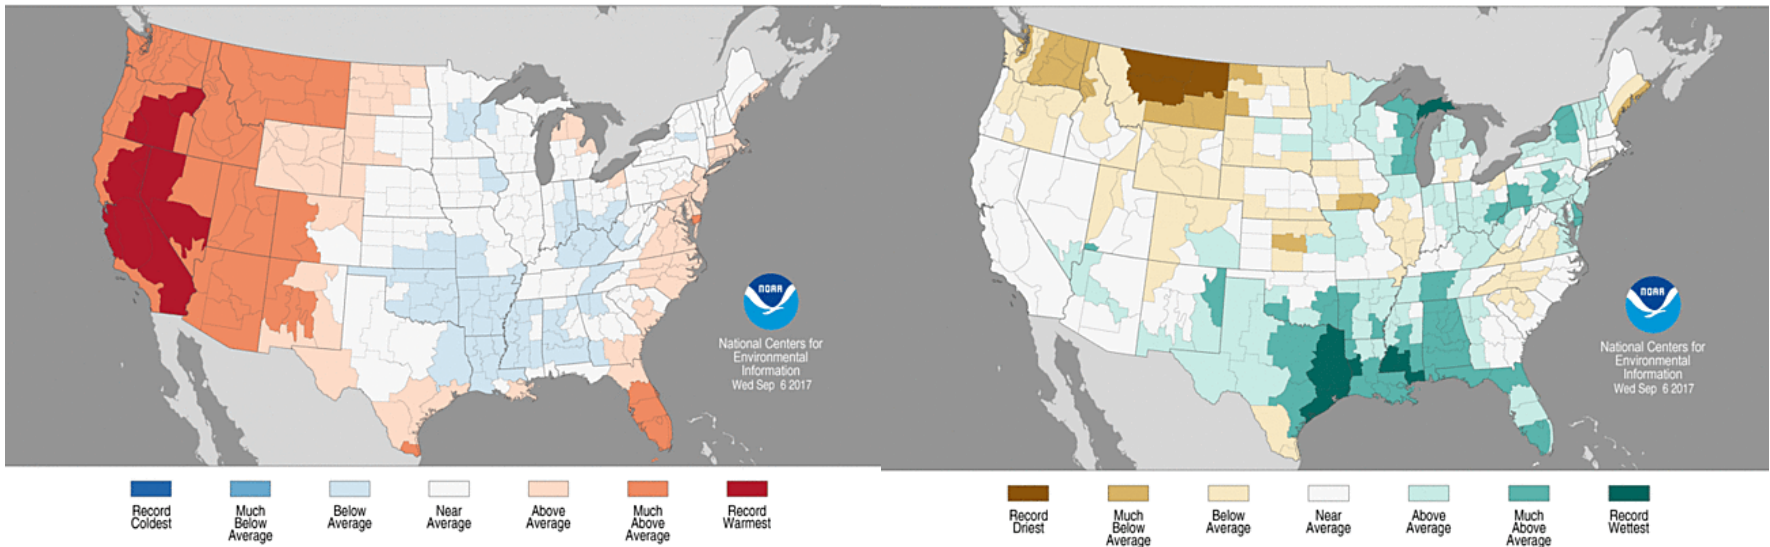 NOAA
National Centers for
Environmental
Information
Wed Sep 6 2017
Record
Coldest
Much
Below
Average
Below
Average
Near
Average
Above
Average
Much
Above
Average
Record
Warmest
NOAA
National Centers for
Environmental
Information
Wed Sep 6 2017
Record
Driest
Much
Below
Average
Below
Average
Near
Average
Above
Average
Much
Above
Average
Record
Wettest